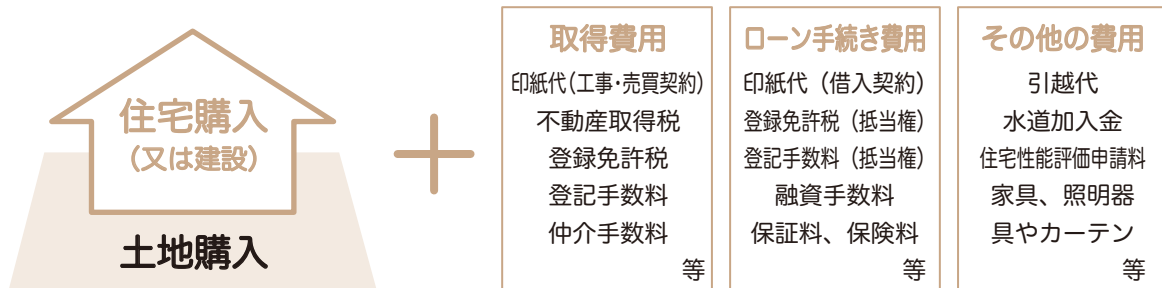 住宅購入
（又は建設）
土地購入
取得費用
印紙代（工事・売買契約）
不動産取得税
登録免許税
登記手数料
仲介手数料
等
ローン手続き費用
印紙代（借入契約）
登録免許税（抵当権）
登記手数料（抵当権）
融資手数料
保証料、保険料
等
その他の費用
引越代
水道加入金
住宅性能評価申請料
家具、照明器
具やカーテン
等